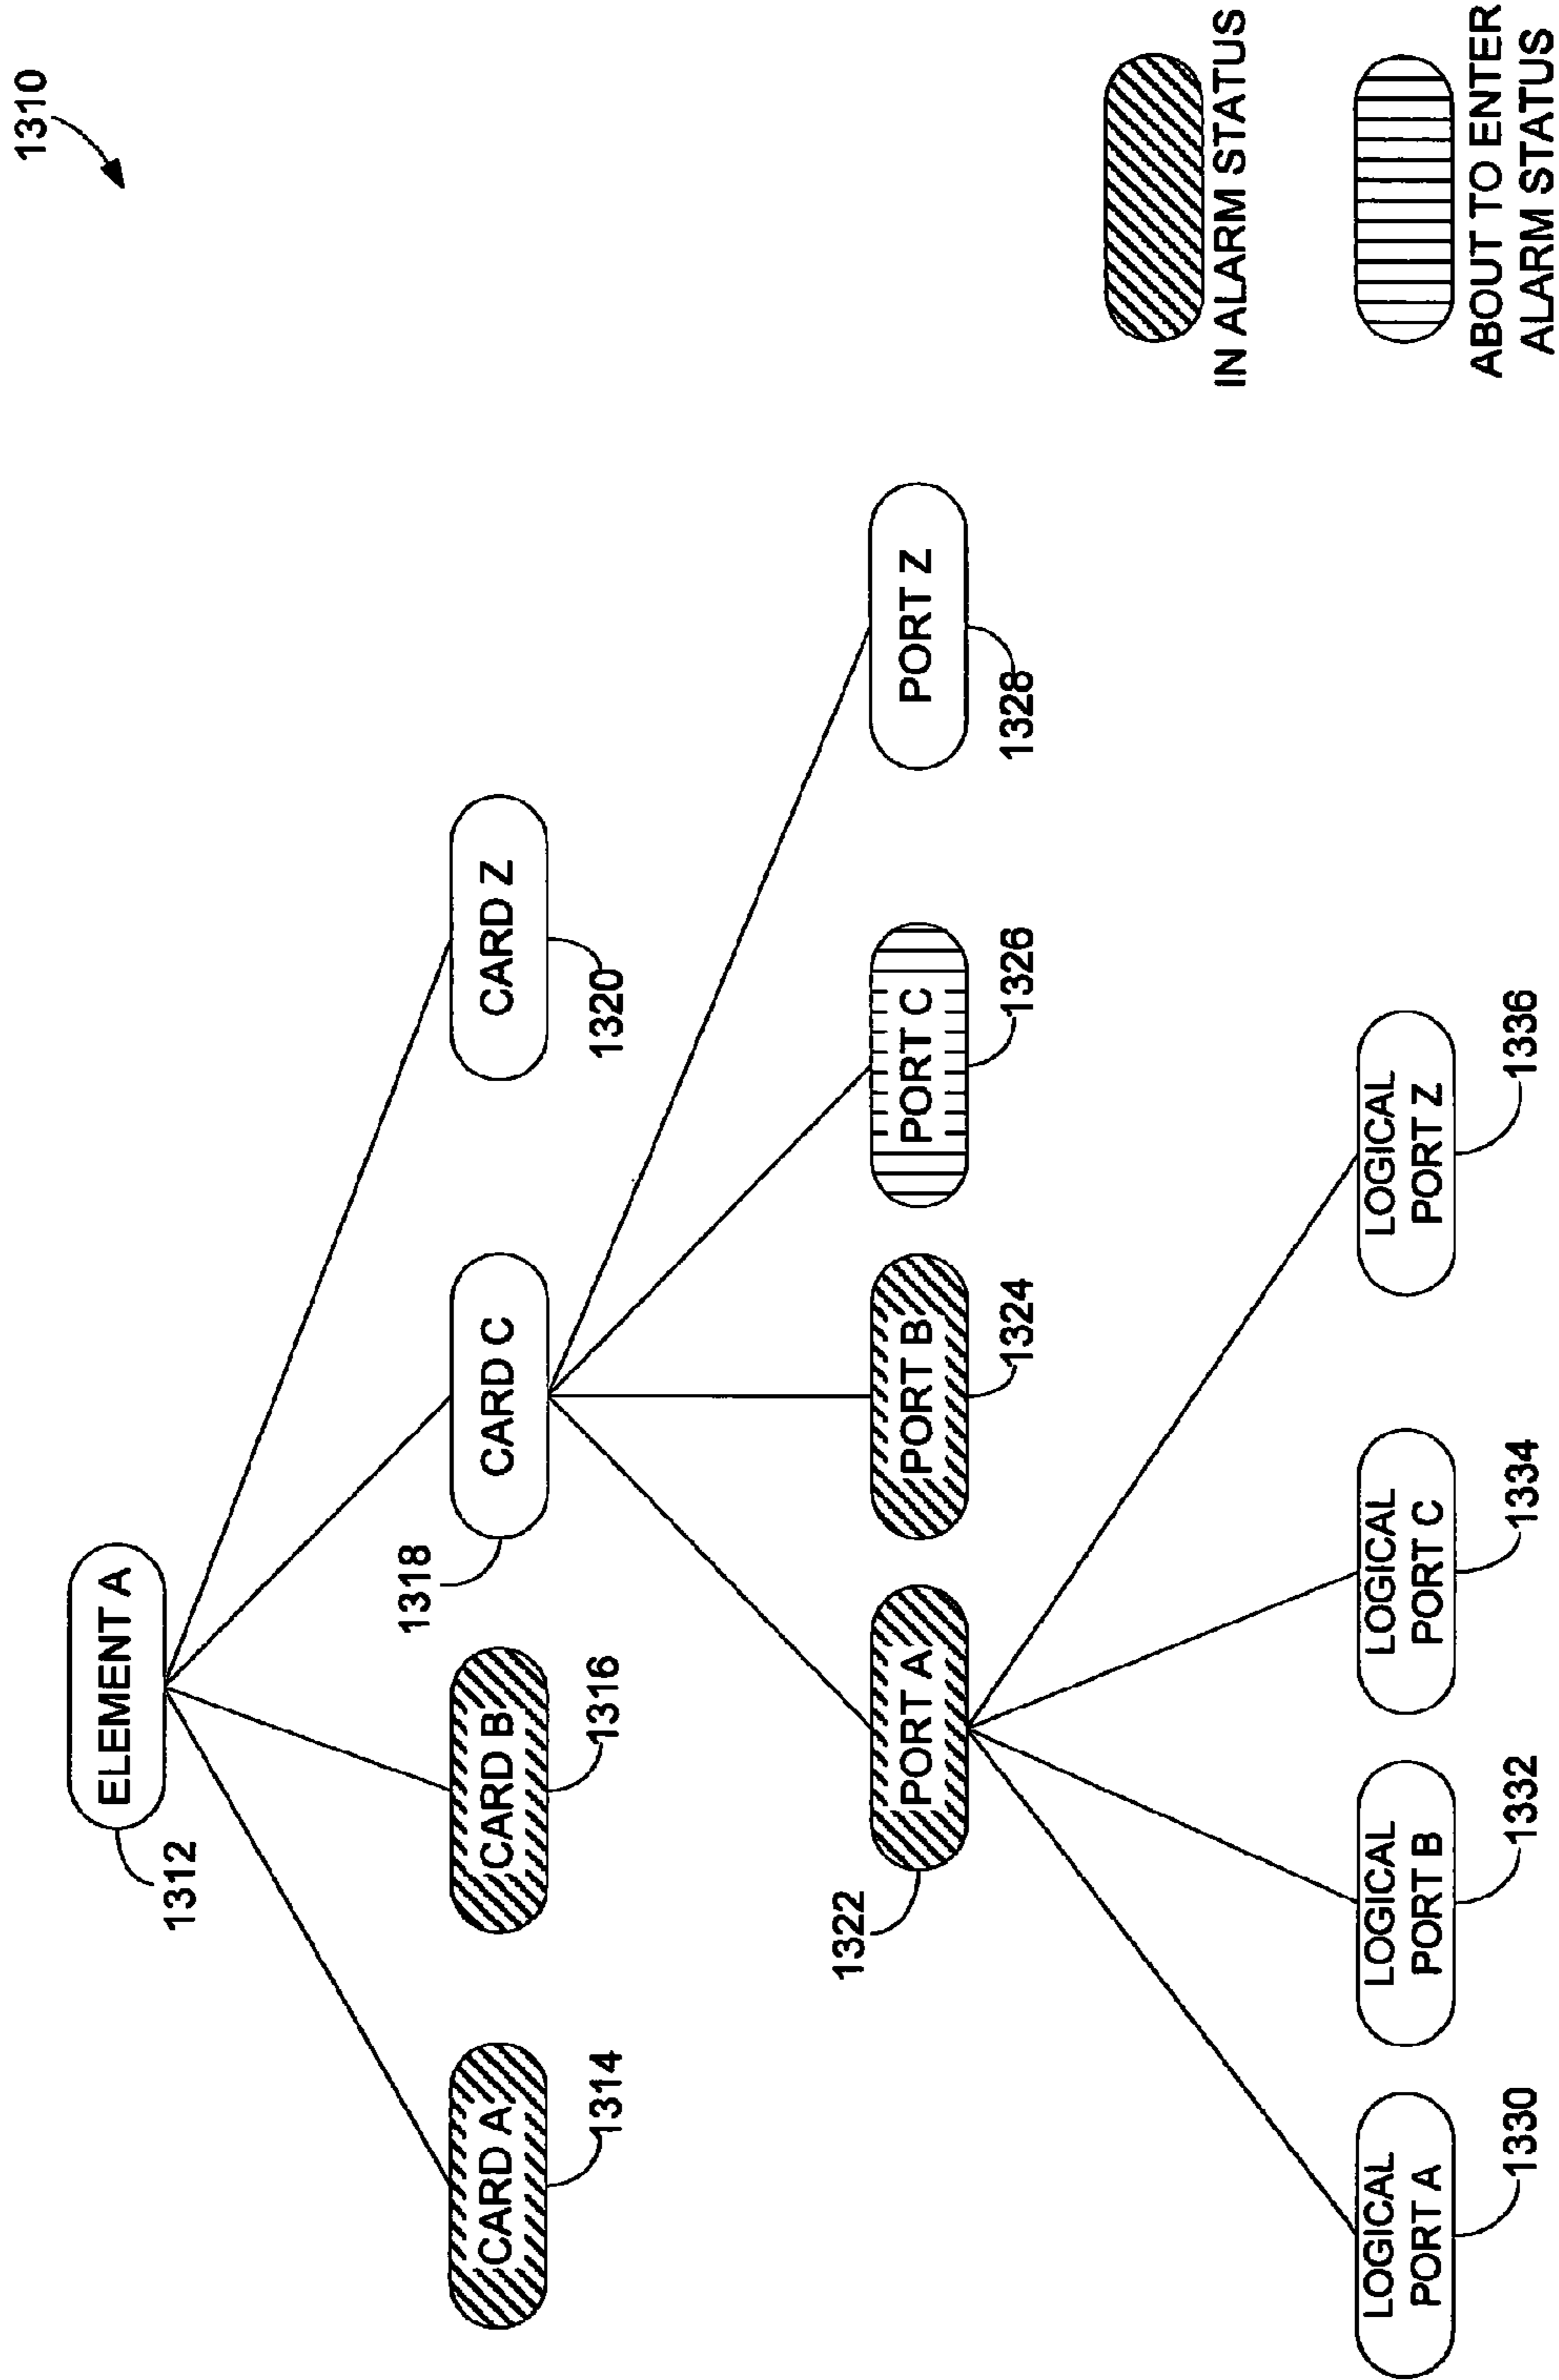 1310
ELEMENT A
1312
CARD A
1314
CARD B
1316
CARD C
1318
CARD Z
1320
PORT A
1322
PORT B
1324
PORT C
1326
PORT Z
1328
LOGICAL
PORT A
1330
LOGICAL
PORT B
1332
LOGICAL
PORT C
1334
LOGICAL
PORT Z
1336
IN ALARM STATUS
ABOUT TO ENTER
ALARM STATUS